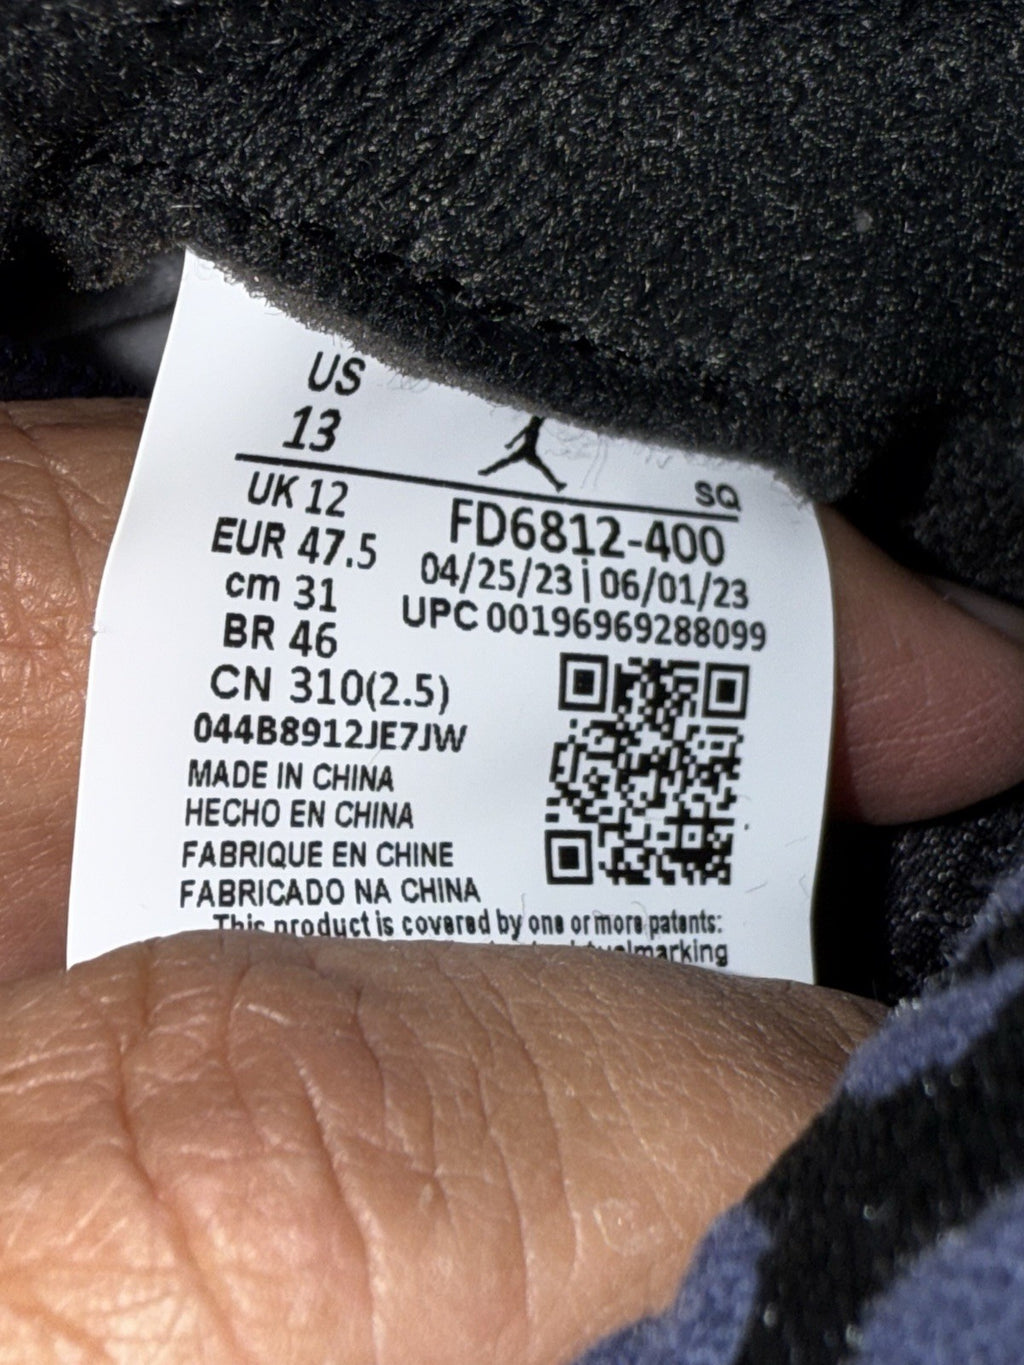 US
13
SQ
UK 12
FD6812-400
EUR 47.5
04/25/23 | 06/01/23
cm 31
UPC 00196969288099
BR 46
CN 310(2.5)
044B8912JE7JW
MADE IN CHINA
HECHO EN CHINA
FABRIQUE EN CHINE
FABRICADO NA CHINA
This product is covered by one or more patents: